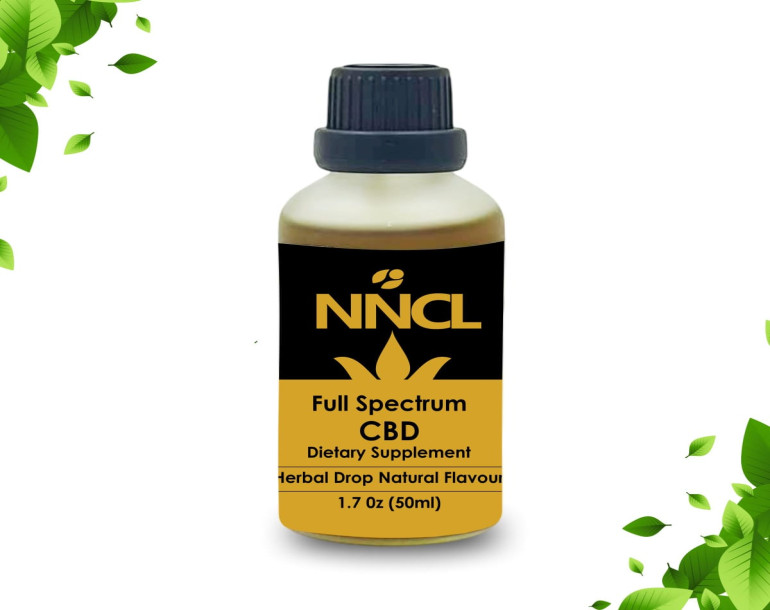 NNCL
Full Spectrum
CBD
Dietary Supplement
Herbal Drop Natural Flavour
1.7 0z (50ml)